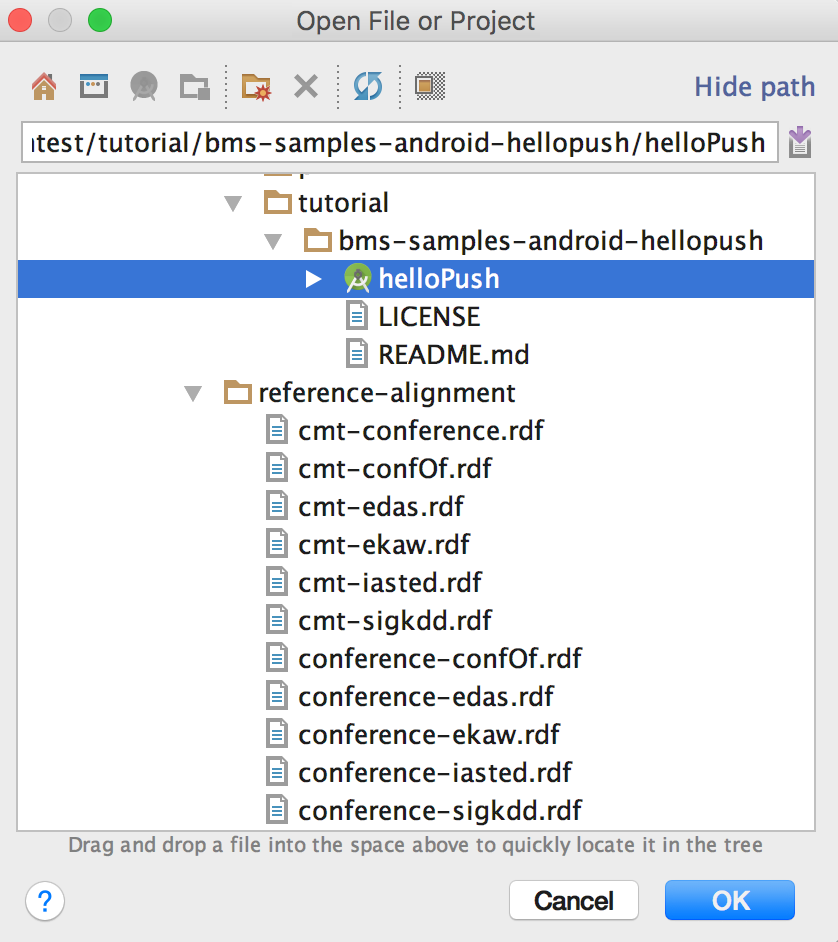 Open File or Project
Hide path
test/tutorial/bms-samples-android-hellopush/helloPush
tutorial
bms-samples-android-hellopush
helloPush
LICENSE
README.md
reference-alignment
cmt-conference.rdf
cmt-confOf.rdf
cmt-edas.rdf
cmt-ekaw.rdf
cmt-iasted.rdf
cmt-sigkdd.rdf
conference-confOf.rdf
conference-edas.rdf
conference-ekaw.rdf
conference-iasted.rdf
conference-sigkdd.rdf
Drag and drop a file into the space above to quickly locate it in the tree
?
Cancel
OK